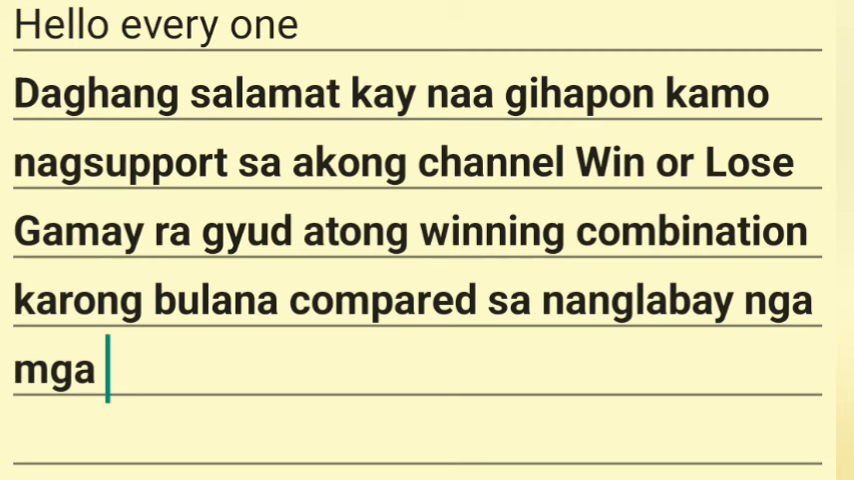 Hello every one
Daghang salamat kay naa gihapon kamo
nagsupport sa akong channel Win or Lose
Gamay ra gyud atong winning combination
karong bulana compared sa nanglabay nga
mga